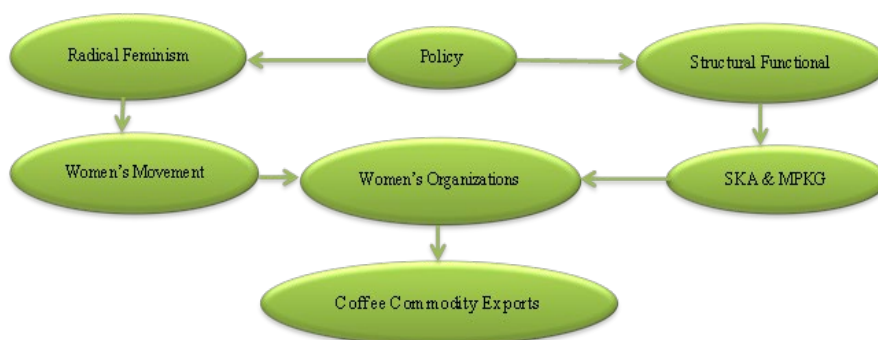 Radical Feminism
Policy
Structural Functional
Women's Movement
Women's Organizations
SKA & MPKG
Coffee Commodity Exports